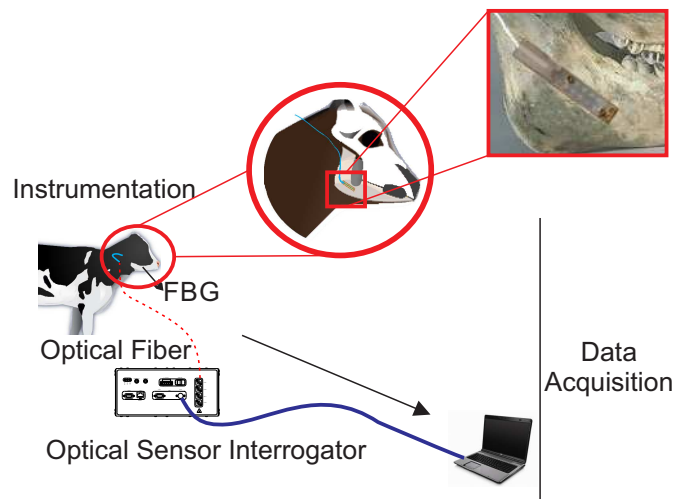 Instrumentation
FBG
Optical Fiber
Optical Sensor Interrogator
Data
Acquisition